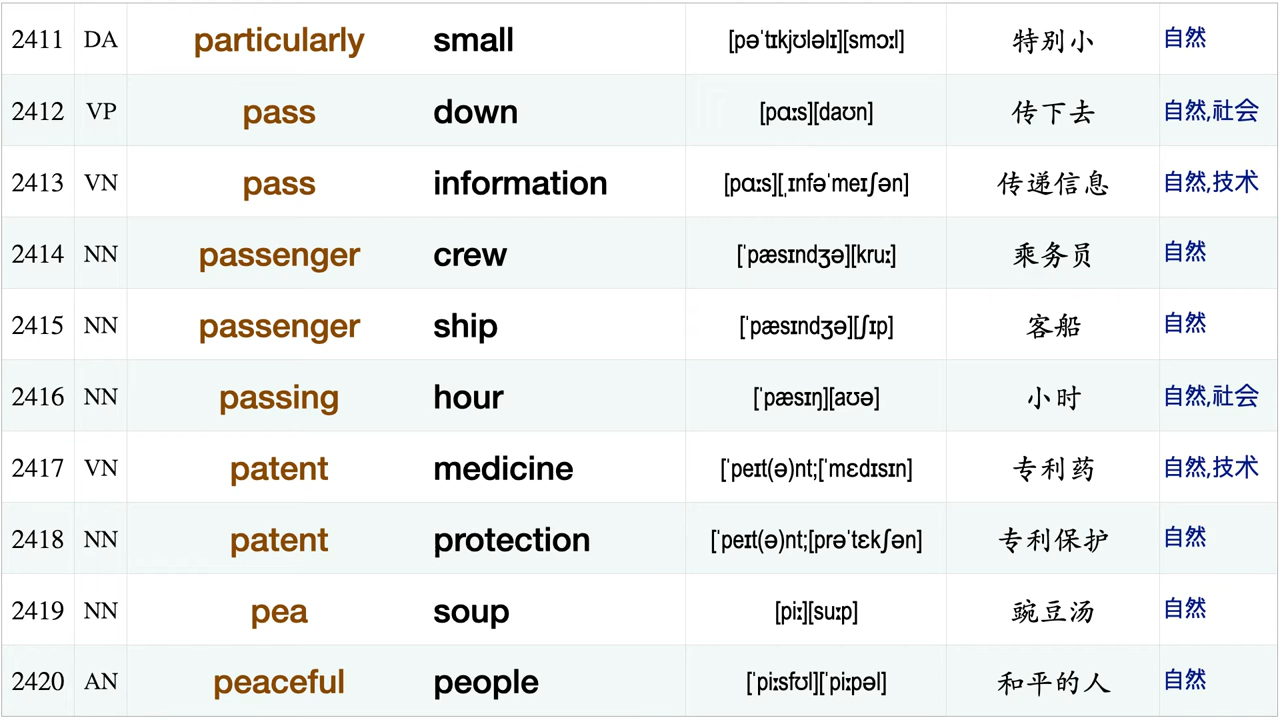 2411 DA particularly small [pəˈtɪkjʊləlɪ][smɔːl] 特别小 自然
2412 VP pass down [pɑːs][daʊn] 传下去 自然,社会
2413 VN pass information [pɑːs][ˌɪnfəˈmeɪʃən] 传递信息 自然,技术
2414 NN passenger crew [ˈpæsɪndʒə][kruː] 乘务员 自然
2415 NN passenger ship [ˈpæsɪndʒə][ʃɪp] 客船 自然
2416 NN passing hour [ˈpæsɪŋ][aʊə] 小时 自然,社会
2417 VN patent medicine [ˈpeɪt(ə)nt;[ˈmɛdɪsɪn] 专利药 自然,技术
2418 NN patent protection [ˈpeɪt(ə)nt;[prəˈtɛkʃən] 专利保护 自然
2419 NN pea soup [piː][suːp] 豌豆汤 自然
2420 AN peaceful people [ˈpiːsfʊl][ˈpiːpəl] 和平的人 自然